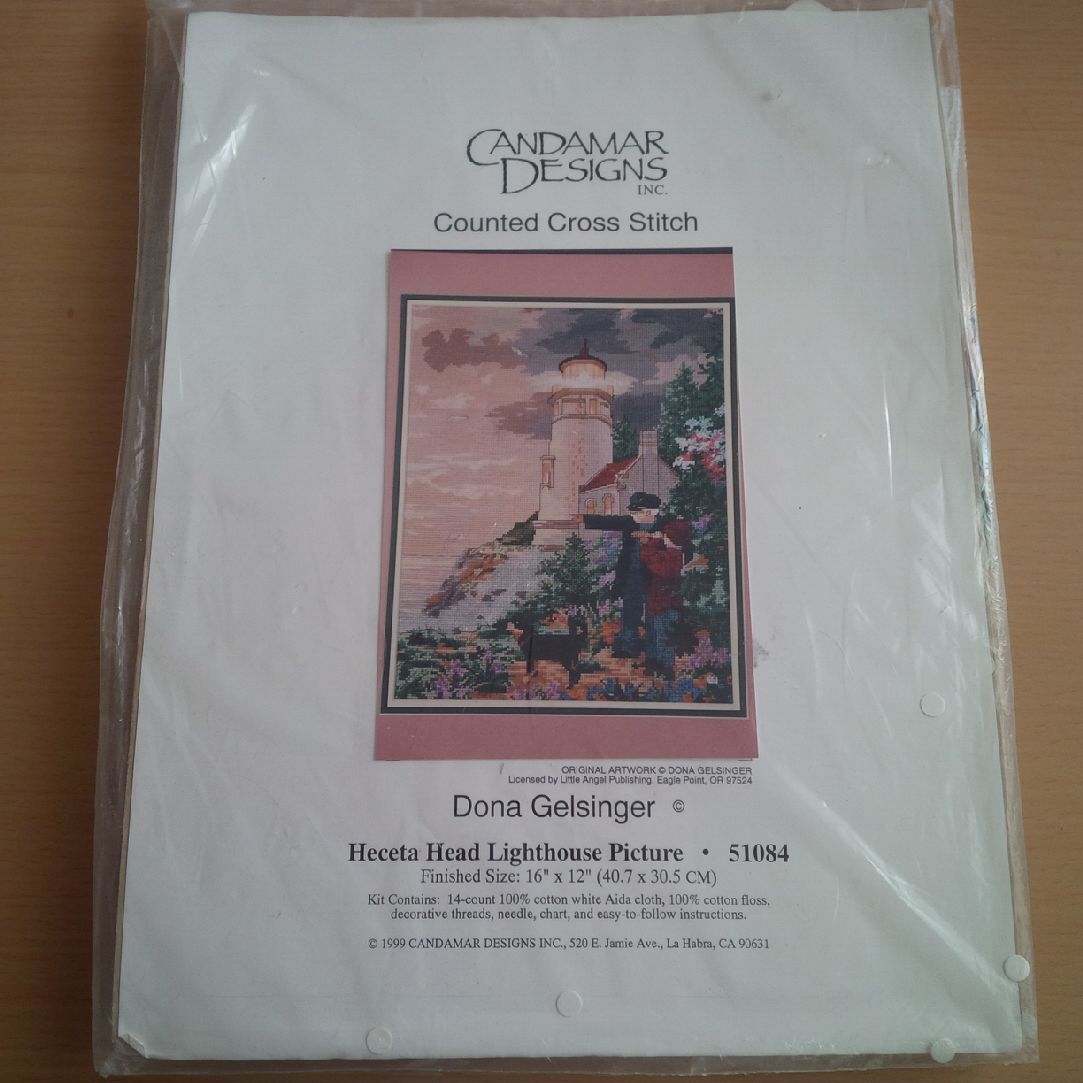 CANDAMAR
DESIGNS
INC.
Counted Cross Stitch
ORIGINAL ARTWORK © DONA GELSINGER
Licensed by Little Angel Publishing, Eagle Point, OR 97524
Dona Gelsinger ©
Heceta Head Lighthouse Picture • 51084
Finished Size: 16" x 12" (40.7 x 30.5 CM)
Kit Contains: 14-count 100% cotton white Aida cloth, 100% cotton floss,
decorative threads, needle, chart, and easy-to-follow instructions.
© 1999 CANDAMAR DESIGNS INC., 520 E. Jamie Ave., La Habra, CA 90631